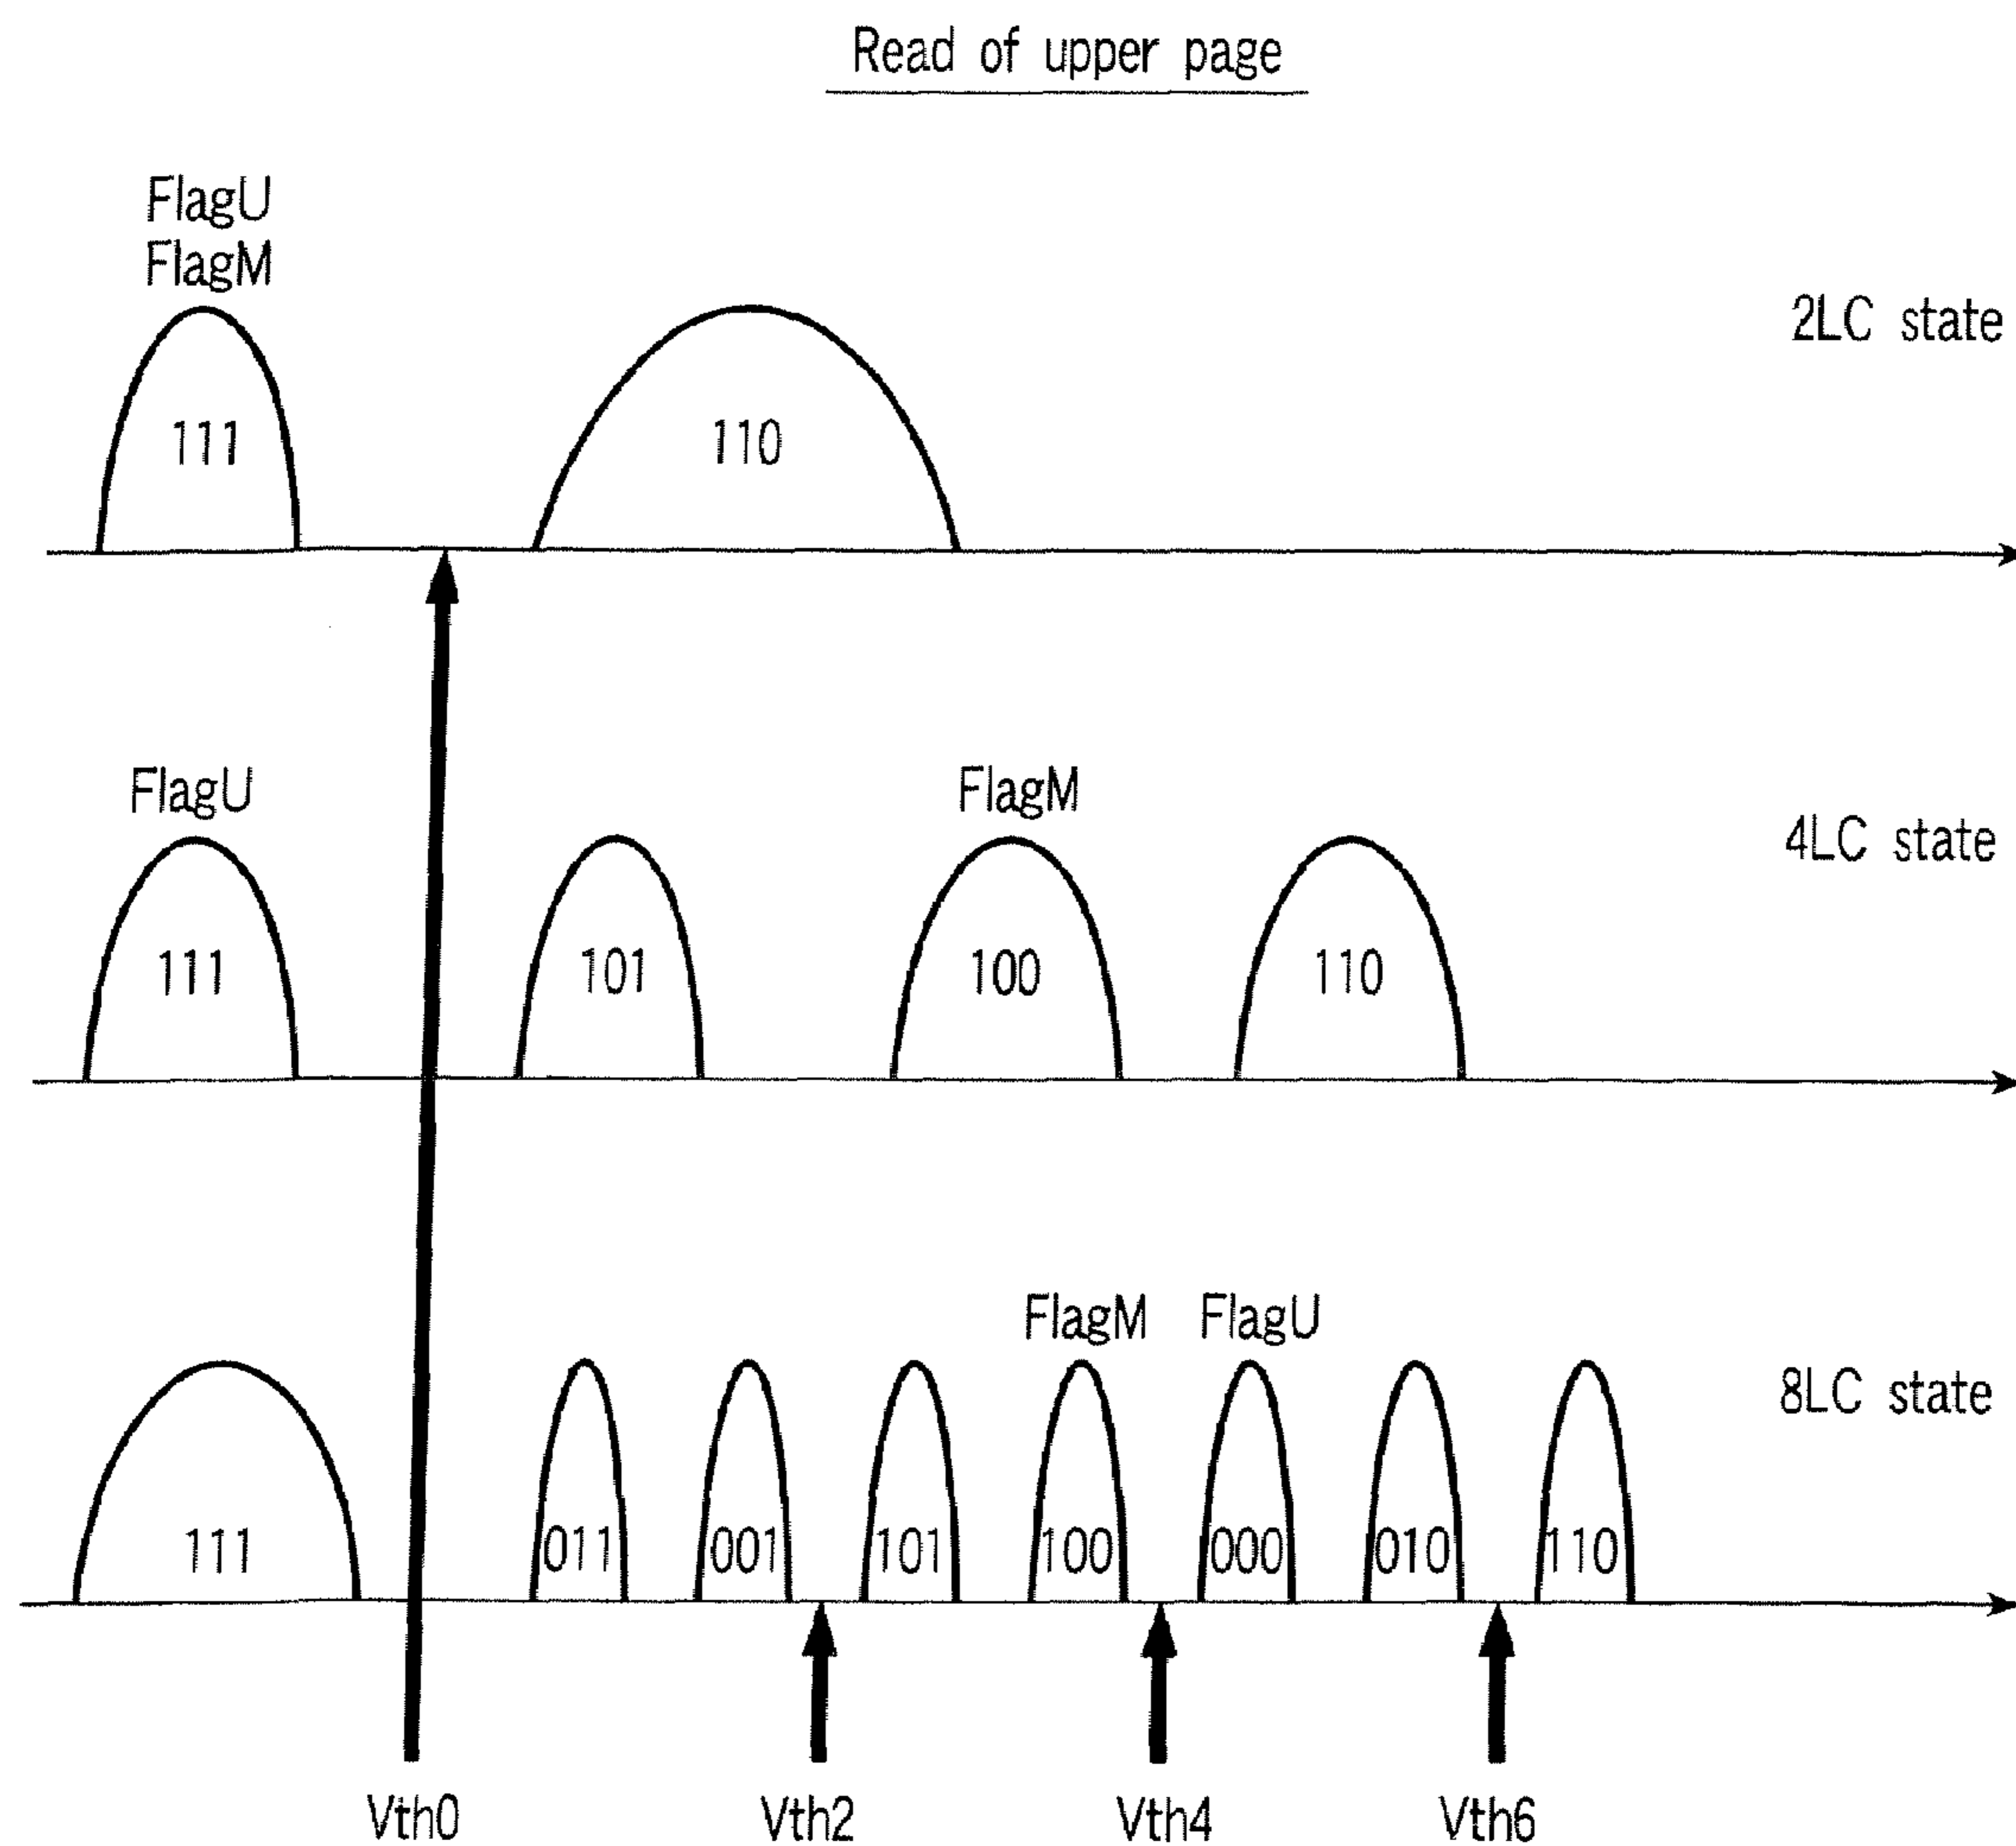 Read of upper page
FlagU
FlagM
2LC state
111 110
FlagU FlagM
4LC state
111 101 100 110
FlagM FlagU
8LC state
111 011 001 101 100 000 010 110
Vth0 Vth2 Vth4 Vth6